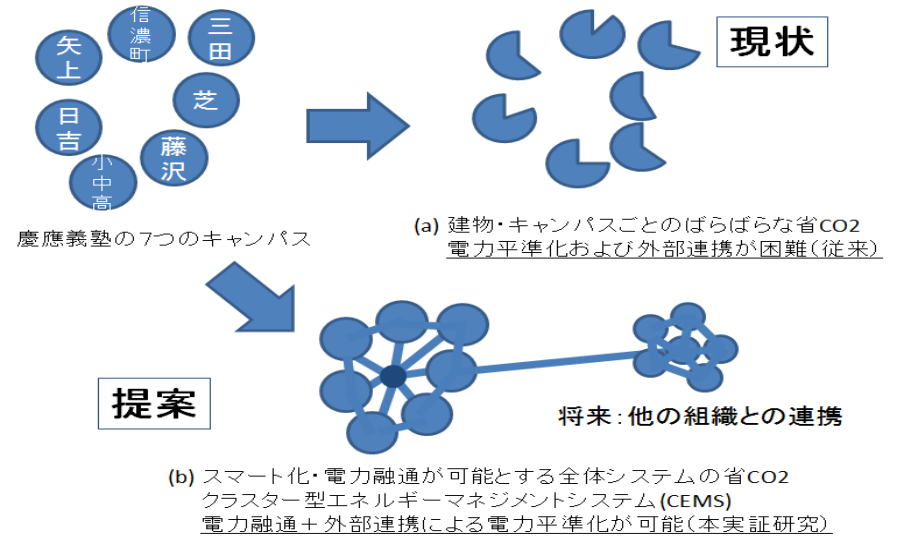 信濃町
三田
矢上
芝
日吉
藤沢
小中高
慶應義塾の7つのキャンパス
現状
(a) 建物・キャンパスごとのばらばらな省CO2
電力平準化および外部連携が困難(従来)
提案
将来:他の組織との連携
(b) スマート化・電力融通が可能とする全体システムの省CO2
クラスター型エネルギーマネジメントシステム(CEMS)
電力融通+外部連携による電力平準化が可能(本実証研究)